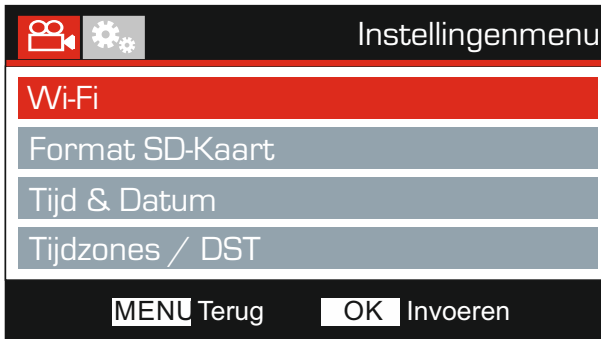 Instellingenmenu
Wi-Fi
Format SD-Kaart
Tijd & Datum
Tijdzones / DST
MENU Terug OK Invoeren